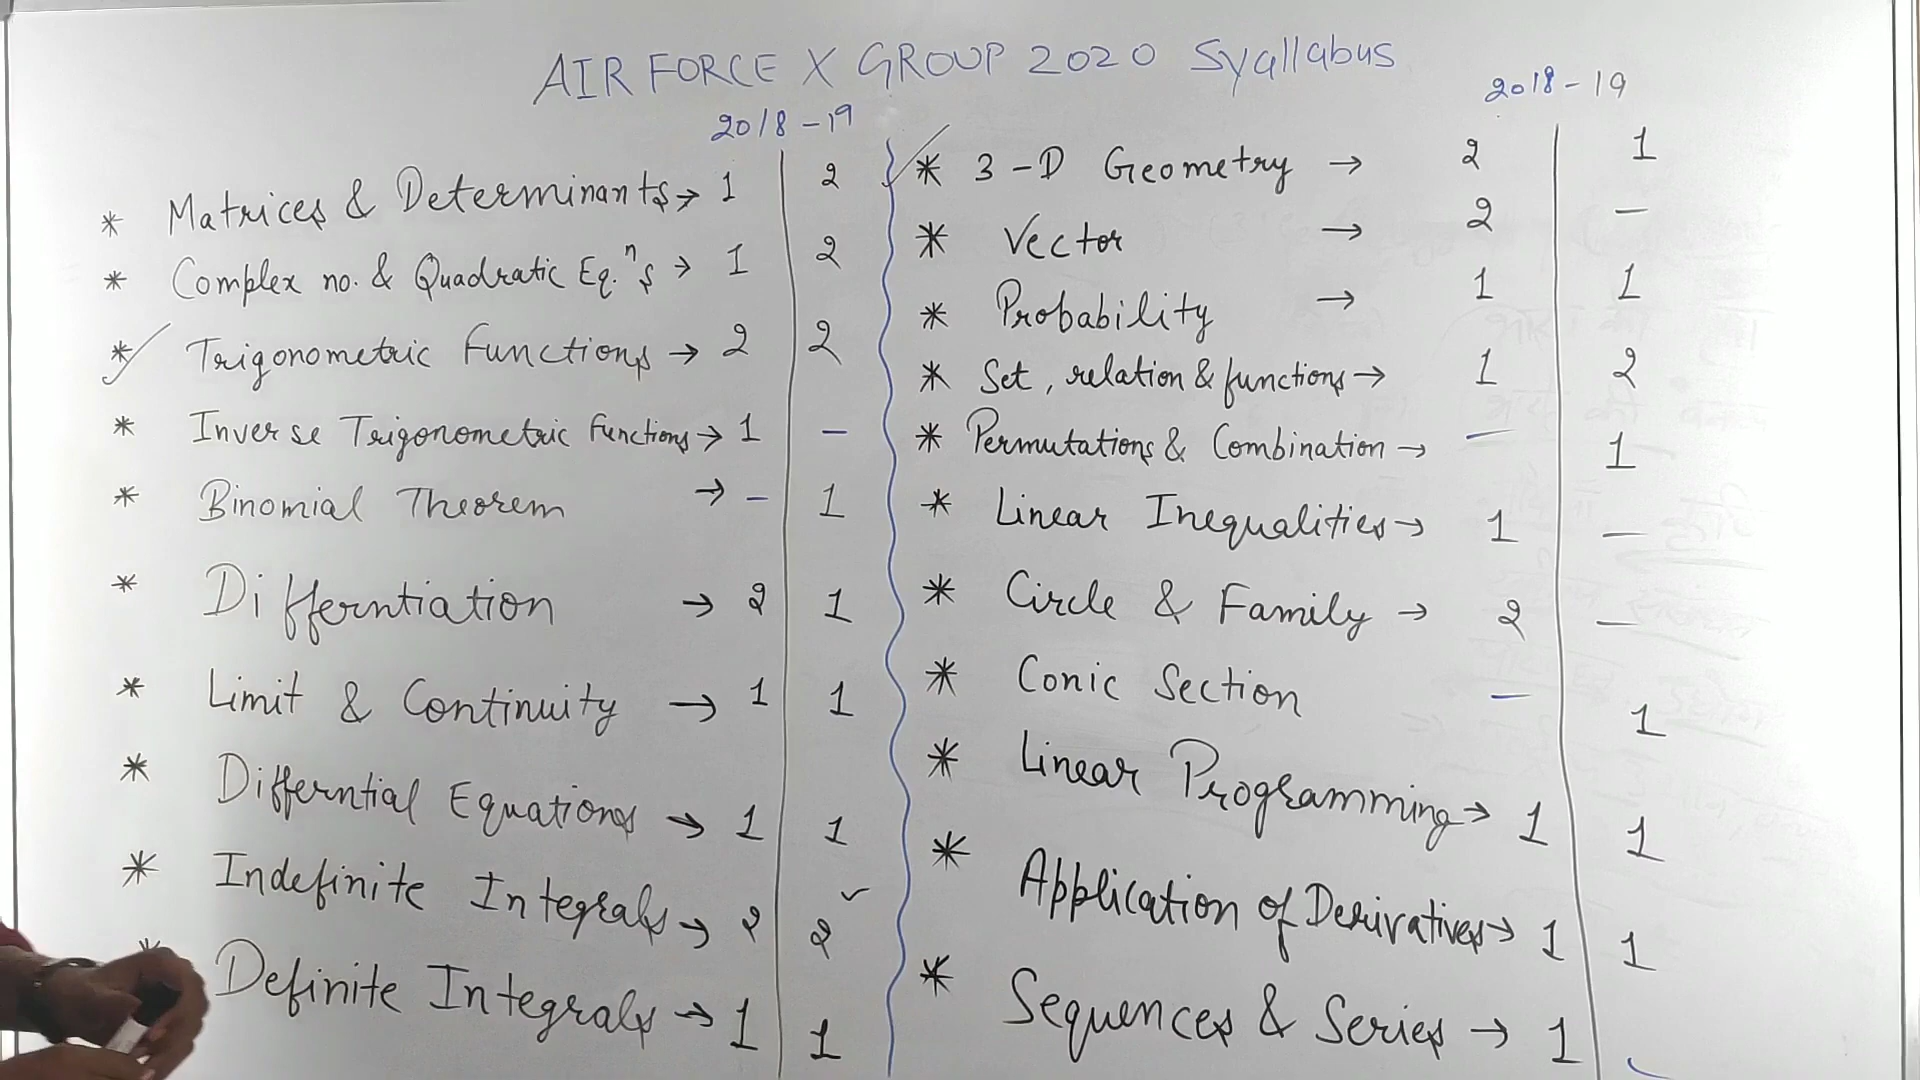 AIR FORCE X GROUP 2020 Syallabus
2018-19
* Matrices & Determinants → 1 2
* Complex no. & Quadratic Eq.ⁿs → 1 2
* Trigonometric Functions → 2 2
* Inverse Trigonometric functions → 1 -
* Binomial Theorem → - 1
* Differntiation → 2 1
* Limit & Continuity → 1 1
* Differntial Equations → 1 1
* Indefinite Integrals → 2 2
* Definite Integrals → 1 1
2018-19
* 3-D Geometry → 2 1
* Vector → 2 -
* Probability → 1 1
* Set, relation & functions → 1 2
* Permutations & Combination → - 1
* Linear Inequalities → 1 -
* Circle & Family → 2 -
* Conic Section - 1
* Linear Programming → 1 1
* Application of Derivatives → 1 1
* Sequences & Series → 1